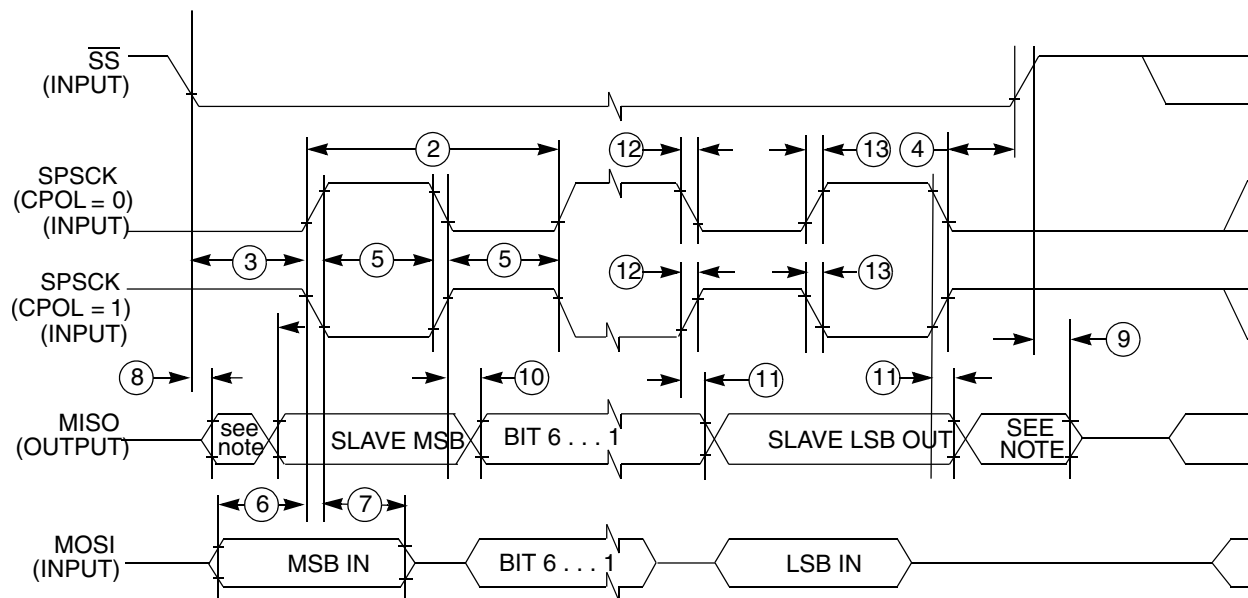 SS
(INPUT)
2
12
13
4
SPSCK
(CPOL = 0)
(INPUT)
3
5
5
12
13
SPSCK
(CPOL = 1)
(INPUT)
8
10
11
11
9
MISO
(OUTPUT)
see
note
SLAVE MSB
BIT 6 . . . 1
SLAVE LSB OUT
SEE
NOTE
6
7
MOSI
(INPUT)
MSB IN
BIT 6 . . . 1
LSB IN